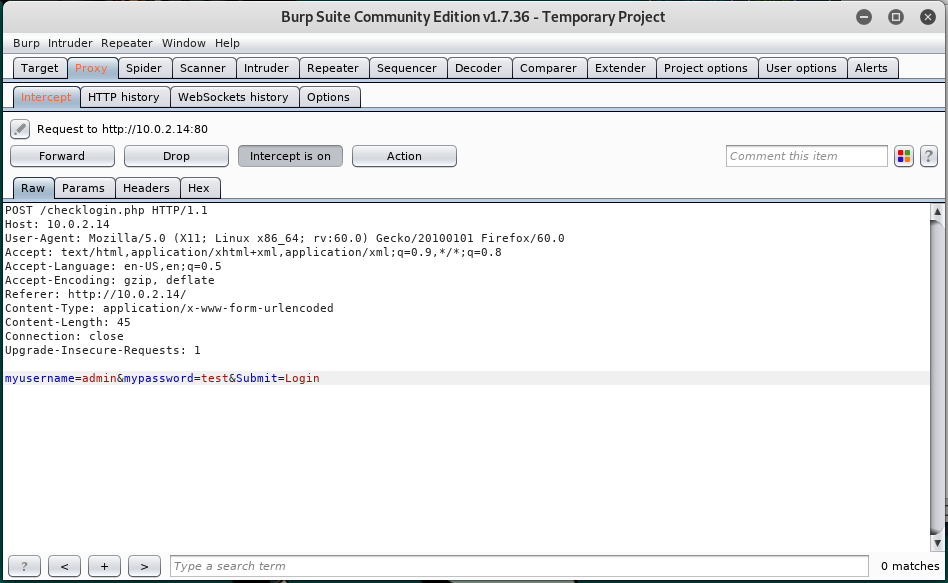 Burp Suite Community Edition v1.7.36 - Temporary Project
Burp Intruder Repeater Window Help
Target Proxy Spider Scanner Intruder Repeater Sequencer Decoder Comparer Extender Project options User options Alerts
Intercept HTTP history WebSockets history Options
Request to http://10.0.2.14:80
Forward Drop Intercept is on Action Comment this item ?
Raw Params Headers Hex
POST /checklogin.php HTTP/1.1
Host: 10.0.2.14
User-Agent: Mozilla/5.0 (X11; Linux x86_64; rv:60.0) Gecko/20100101 Firefox/60.0
Accept: text/html,application/xhtml+xml,application/xml;q=0.9,*/*;q=0.8
Accept-Language: en-US,en;q=0.5
Accept-Encoding: gzip, deflate
Referer: http://10.0.2.14/
Content-Type: application/x-www-form-urlencoded
Content-Length: 45
Connection: close
Upgrade-Insecure-Requests: 1
myusername=admin&mypassword=test&Submit=Login
? < + > Type a search term 0 matches